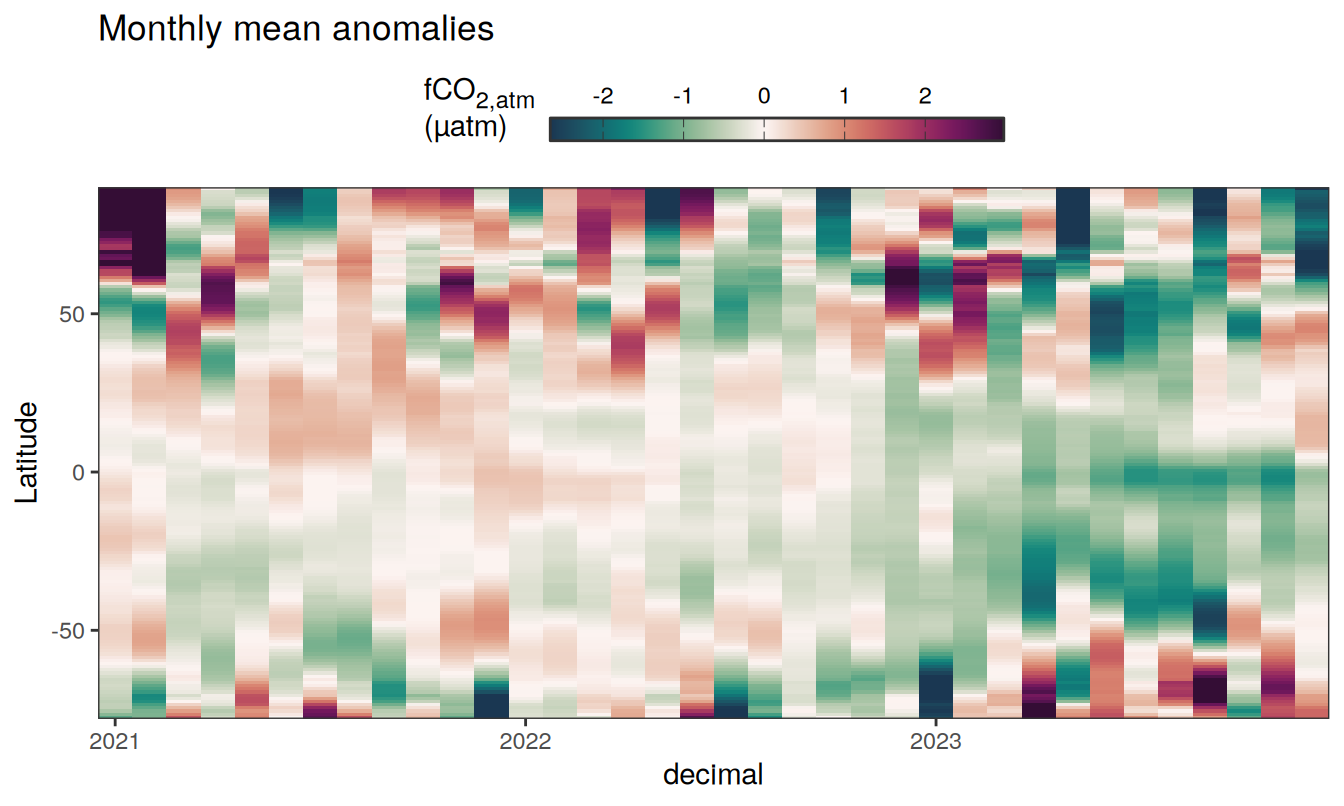 Monthly mean anomalies
fCO2,atm
(µatm)
-2 -1 0 1 2
Latitude
50
0
-50
2021 2022 2023
decimal